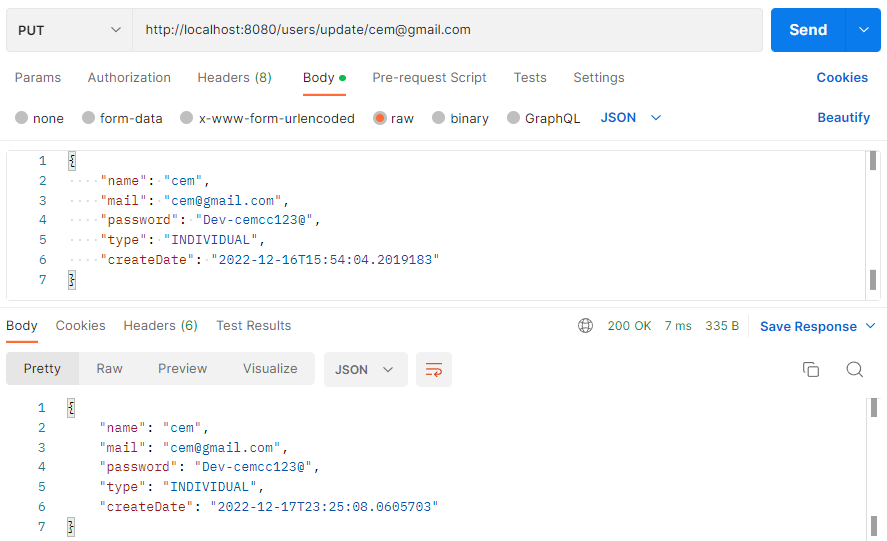 PUT http://localhost:8080/users/update/cem@gmail.com Send
Params Authorization Headers (8) Body Pre-request Script Tests Settings Cookies
none form-data x-www-form-urlencoded raw binary GraphQL JSON Beautify
1 {
2 "name": "cem",
3 "mail": "cem@gmail.com",
4 "password": "Dev-cemcc123@",
5 "type": "INDIVIDUAL",
6 "createDate": "2022-12-16T15:54:04.2019183"
7 }
Body Cookies Headers (6) Test Results 200 OK 7 ms 335 B Save Response
Pretty Raw Preview Visualize JSON
1 {
2 "name": "cem",
3 "mail": "cem@gmail.com",
4 "password": "Dev-cemcc123@",
5 "type": "INDIVIDUAL",
6 "createDate": "2022-12-17T23:25:08.0605703"
7 }